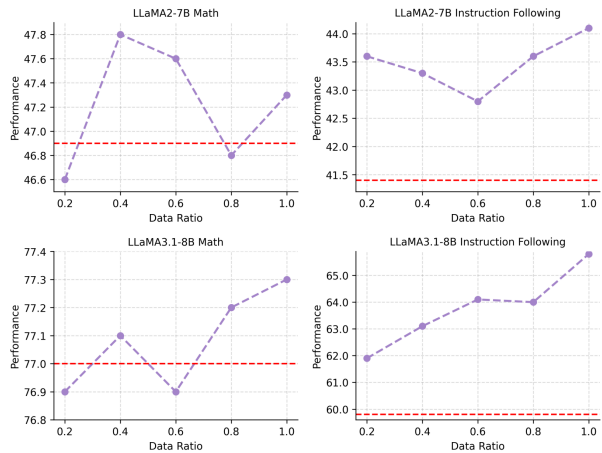 LLaMA2-7B Math
47.8
47.6
47.4
47.2
47.0
46.8
46.6
Performance
0.2 0.4 0.6 0.8 1.0
Data Ratio
LLaMA2-7B Instruction Following
44.0
43.5
43.0
42.5
42.0
41.5
Performance
0.2 0.4 0.6 0.8 1.0
Data Ratio
LLaMA3.1-8B Math
77.4
77.3
77.2
77.1
77.0
76.9
76.8
Performance
0.2 0.4 0.6 0.8 1.0
Data Ratio
LLaMA3.1-8B Instruction Following
65.0
64.0
63.0
62.0
61.0
60.0
Performance
0.2 0.4 0.6 0.8 1.0
Data Ratio